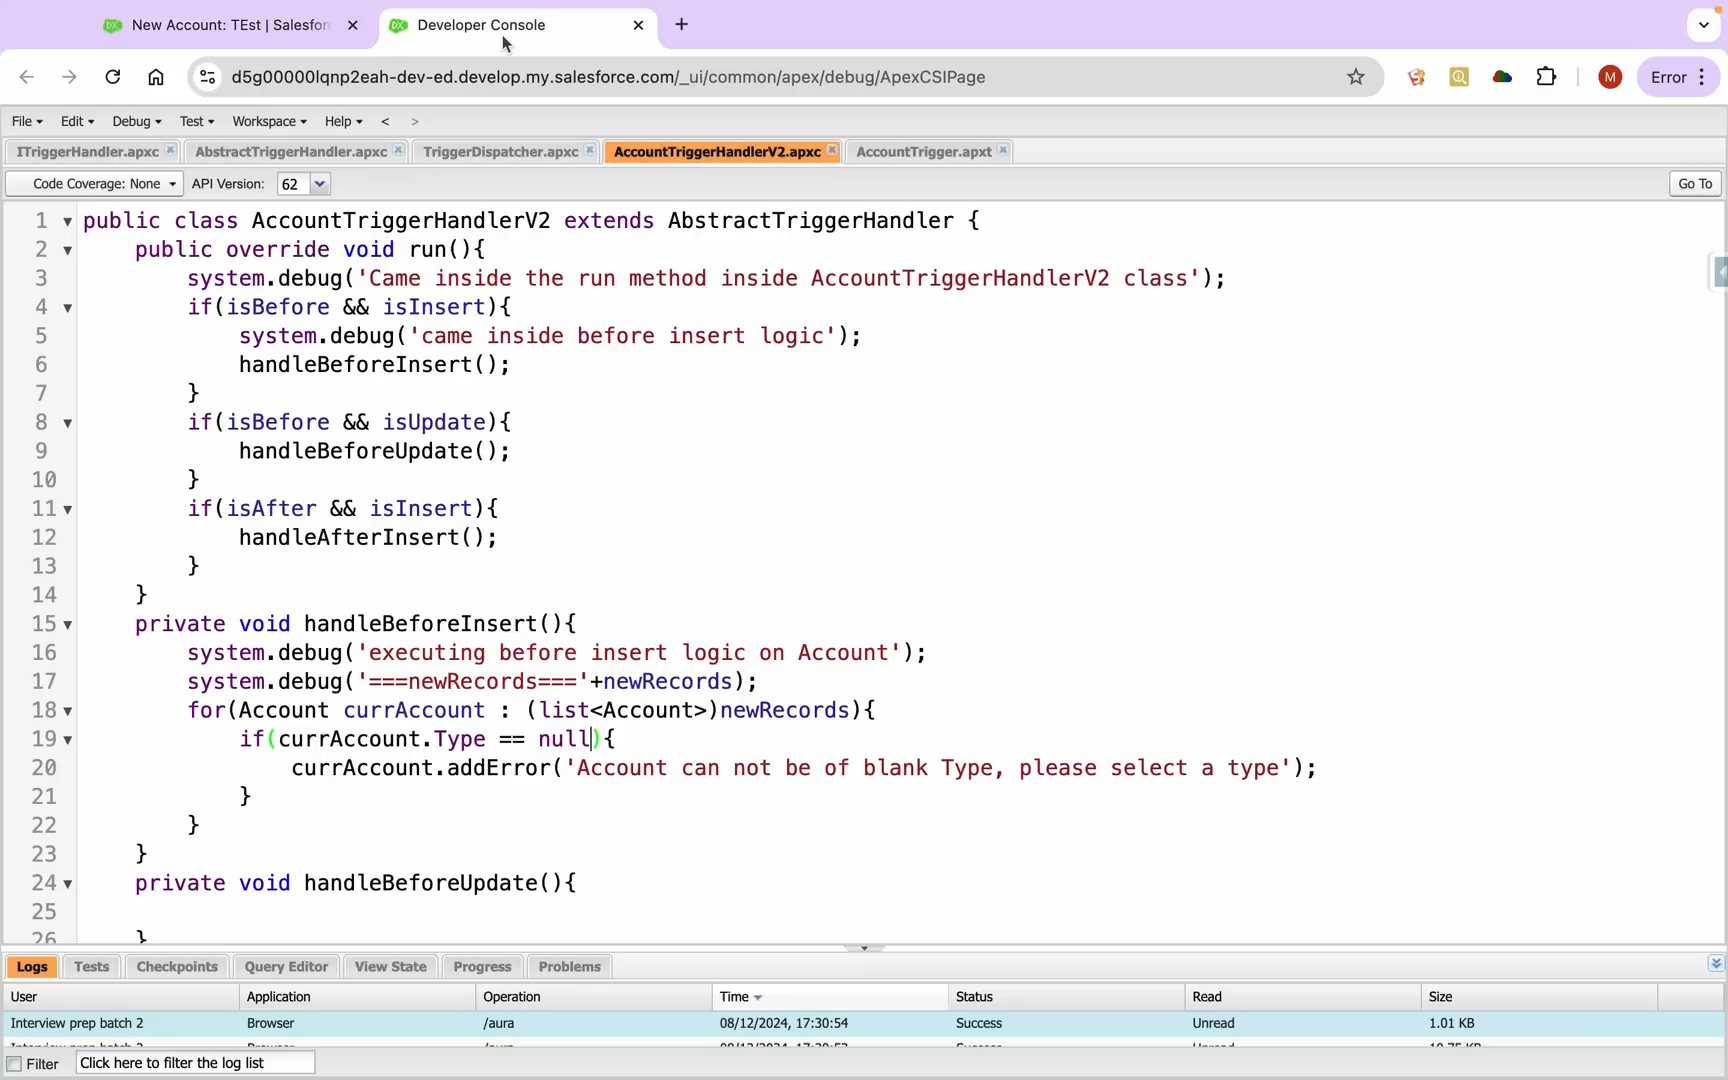 New Account: TEst | Salesfor
Developer Console
d5g00000lqnp2eah-dev-ed.develop.my.salesforce.com/_ui/common/apex/debug/ApexCSIPage
M
Error
File
Edit
Debug
Test
Workspace
Help
<
>
ITriggerHandler.apxc
AbstractTriggerHandler.apxc
TriggerDispatcher.apxc
AccountTriggerHandlerV2.apxc
AccountTrigger.apxt
Code Coverage: None
API Version:
62
Go To
1 public class AccountTriggerHandlerV2 extends AbstractTriggerHandler {
2 public override void run(){
3 system.debug('Came inside the run method inside AccountTriggerHandlerV2 class');
4 if(isBefore && isInsert){
5 system.debug('came inside before insert logic');
6 handleBeforeInsert();
7 }
8 if(isBefore && isUpdate){
9 handleBeforeUpdate();
10 }
11 if(isAfter && isInsert){
12 handleAfterInsert();
13 }
14 }
15 private void handleBeforeInsert(){
16 system.debug('executing before insert logic on Account');
17 system.debug('===newRecords==='+newRecords);
18 for(Account currAccount : (list<Account>)newRecords){
19 if(currAccount.Type == null){
20 currAccount.addError('Account can not be of blank Type, please select a type');
21 }
22 }
23 }
24 private void handleBeforeUpdate(){
25
26 }
Logs
Tests
Checkpoints
Query Editor
View State
Progress
Problems
User Application Operation Time Status Read Size
Interview prep batch 2 Browser /aura 08/12/2024, 17:30:54 Success Unread 1.01 KB
Filter
Click here to filter the log list